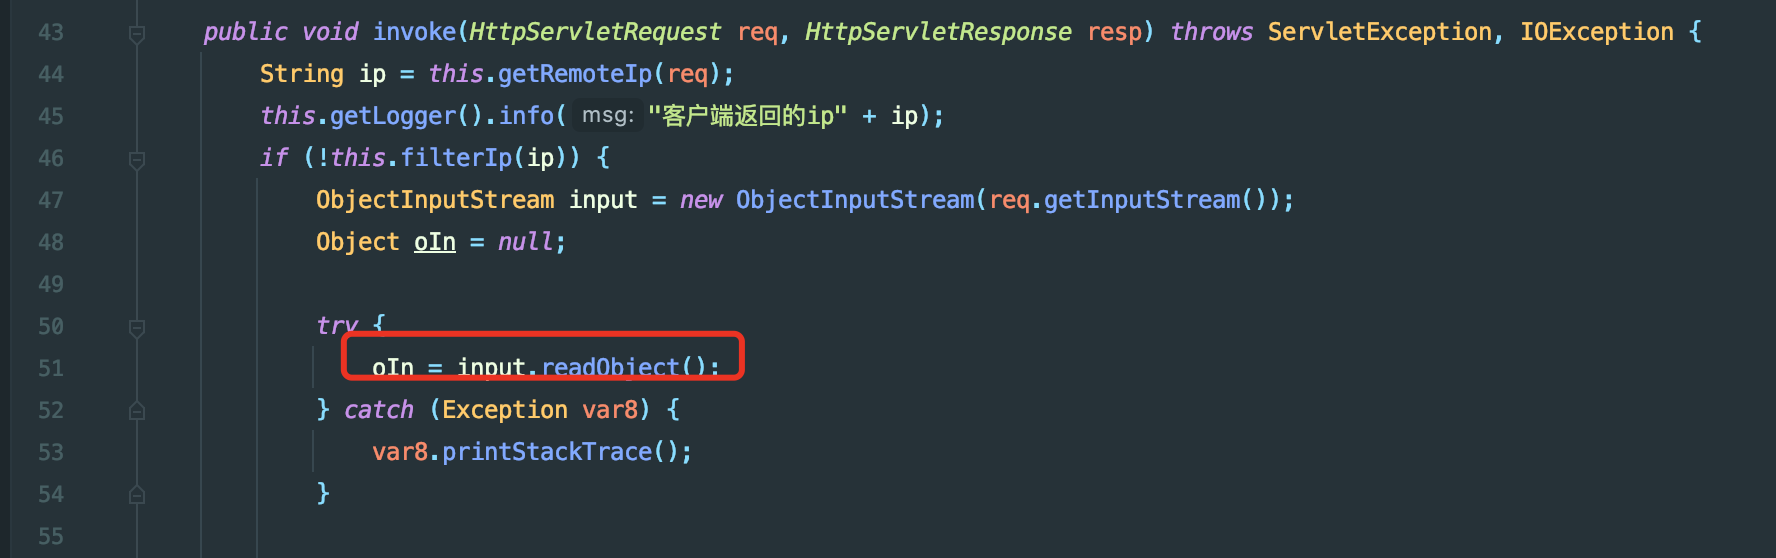 43 public void invoke(HttpServletRequest req, HttpServletResponse resp) throws ServletException, IOException {
44 String ip = this.getRemoteIp(req);
45 this.getLogger().info( msg: "客户端返回的ip" + ip);
46 if (!this.filterIp(ip)) {
47 ObjectInputStream input = new ObjectInputStream(req.getInputStream());
48 Object oIn = null;
49
50 try {
51 oIn = input.readObject();
52 } catch (Exception var8) {
53 var8.printStackTrace();
54 }
55